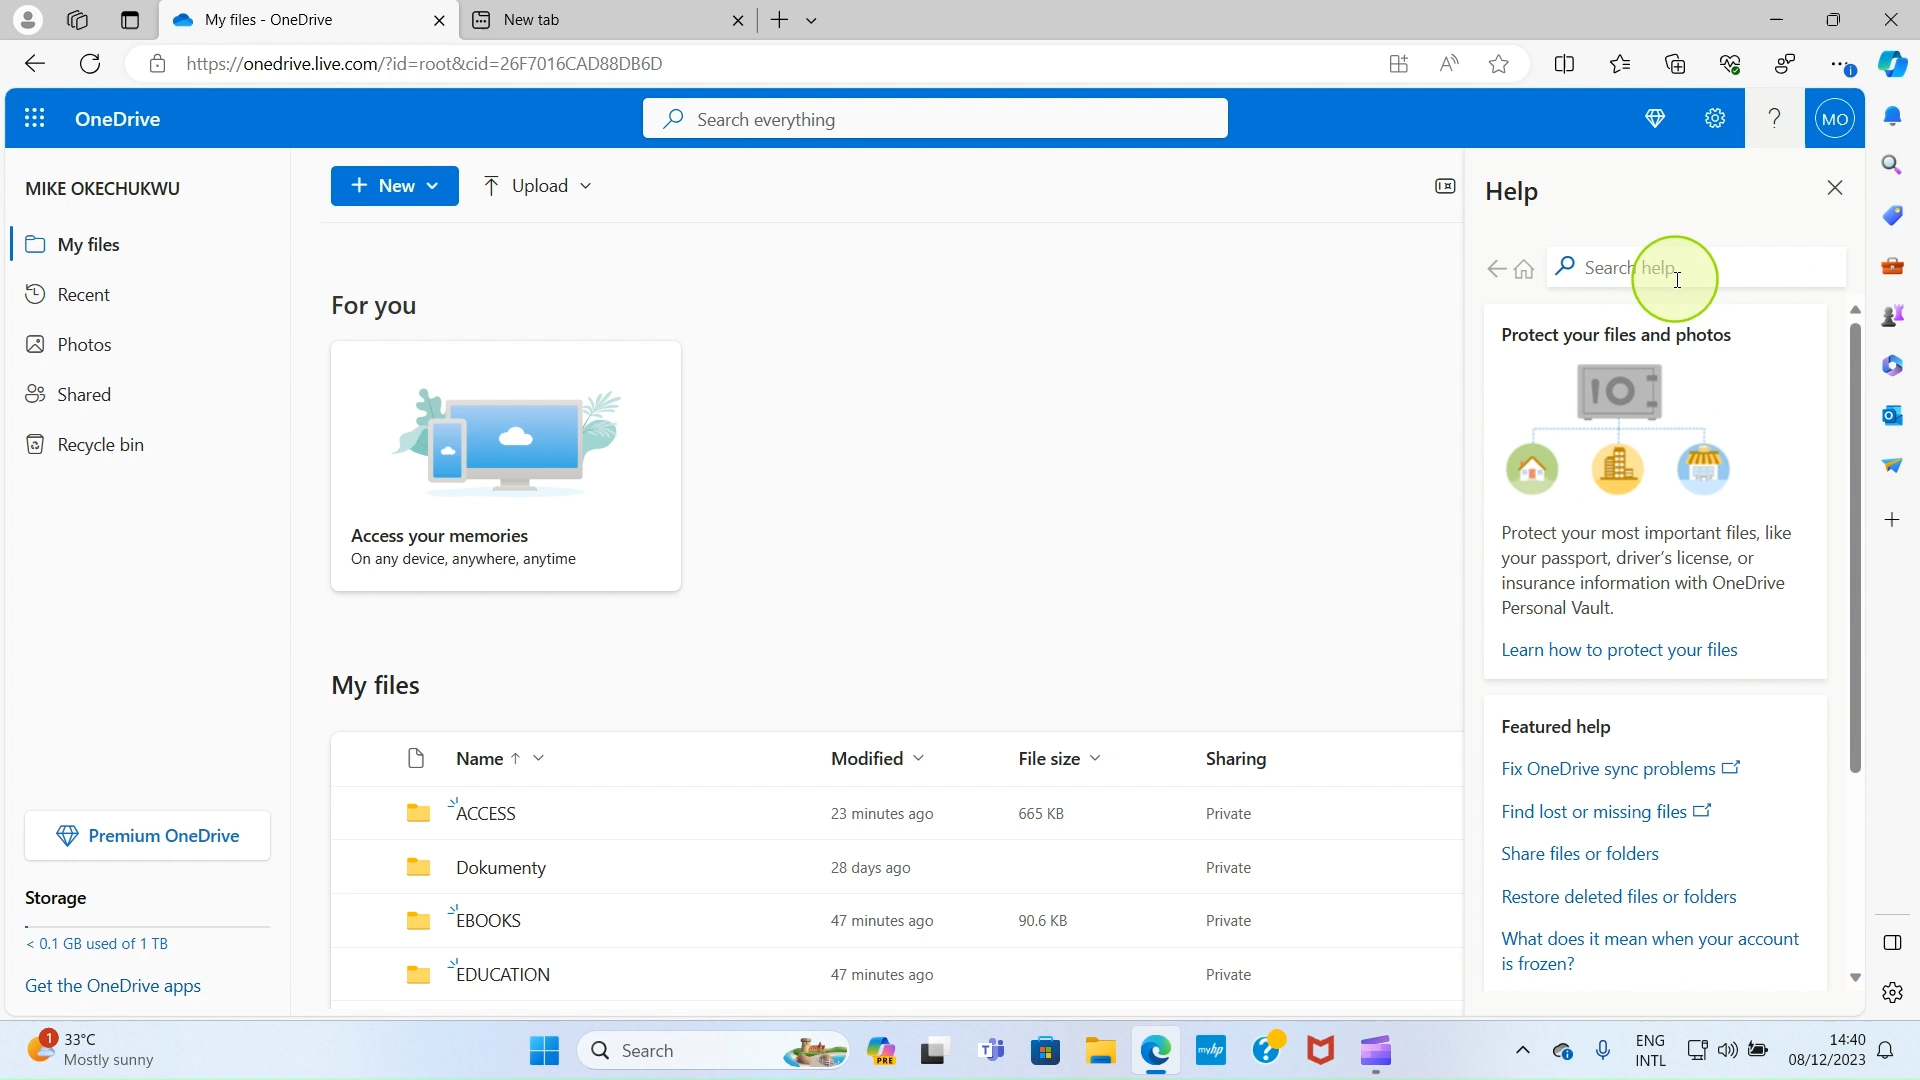 My files - OneDrive
New tab
https://onedrive.live.com/?id=root&cid=26F7016CAD88DB6D
OneDrive
Search everything
?
MO
MIKE OKECHUKWU
My files
Recent
Photos
Shared
Recycle bin
Premium OneDrive
Storage
< 0.1 GB used of 1 TB
Get the OneDrive apps
New
Upload
For you
Access your memories
On any device, anywhere, anytime
My files
Name Modified File size Sharing
ACCESS 23 minutes ago 665 KB Private
Dokumenty 28 days ago Private
EBOOKS 47 minutes ago 90.6 KB Private
EDUCATION 47 minutes ago Private
Help
Search help
Protect your files and photos
Protect your most important files, like
your passport, driver's license, or
insurance information with OneDrive
Personal Vault.
Learn how to protect your files
Featured help
Fix OneDrive sync problems
Find lost or missing files
Share files or folders
Restore deleted files or folders
What does it mean when your account
is frozen?
1
33°C
Mostly sunny
Search
PRE
myhp
ENG
INTL
14:40
08/12/2023